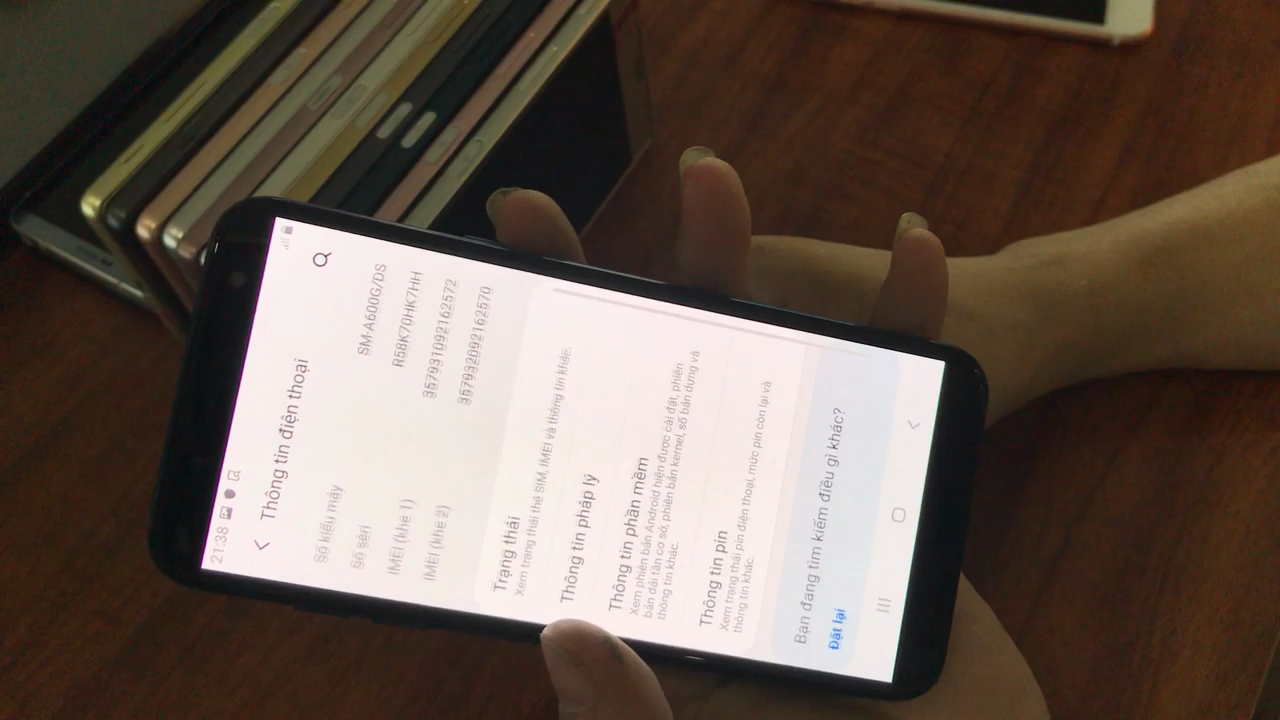 21:38
Thông tin điện thoại
Số kiểu máy SM-A600G/DS
Số sêri R58K70HK7HH
IMEI (khe 1) 357931092162572
IMEI (khe 2) 357932092162570
Trạng thái
Xem trạng thái thẻ SIM, IMEI và thông tin khác.
Thông tin pháp lý
Thông tin phần mềm
Xem phiên bản Android hiện được cài đặt, phiên
bản dải tần cơ sở, phiên bản kernel, số bản dựng và
thông tin khác.
Thông tin pin
Xem trạng thái pin điện thoại, mức pin còn lại và
thông tin khác.
Bạn đang tìm kiếm điều gì khác?
Đặt lại